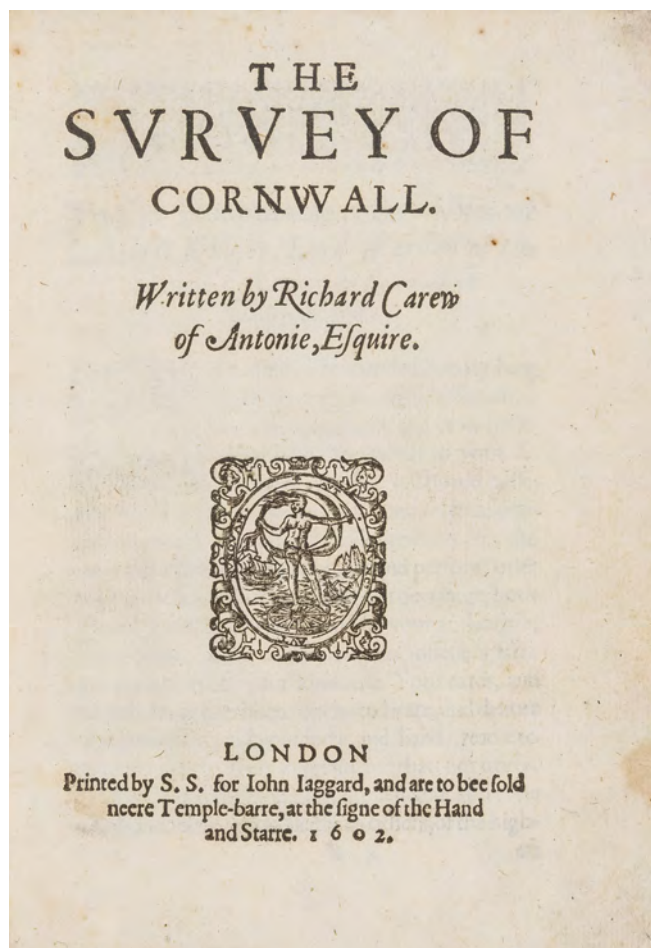 THE
SVRVEY OF
CORNWALL.
Written by Richard Carew
of Antonie, Eſquire.
LONDON
Printed by S. S. for Iohn Iaggard, and are to bee ſold
neere Temple-barre, at the ſigne of the Hand
and Starre. 1602.